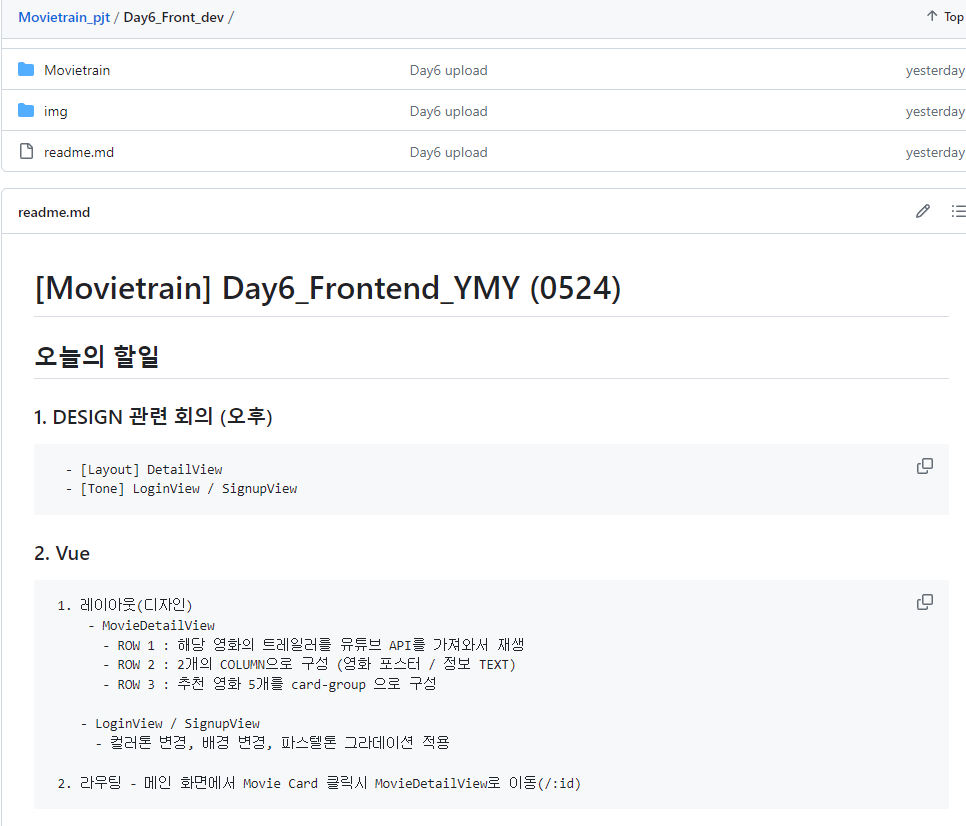 Movietrain_pjt / Day6_Front_dev /
Top
Movietrain Day6 upload yesterday
img Day6 upload yesterday
readme.md Day6 upload yesterday
readme.md
[Movietrain] Day6_Frontend_YMY (0524)
오늘의 할일
1. DESIGN 관련 회의 (오후)
- [Layout] DetailView
- [Tone] LoginView / SignupView
2. Vue
1. 레이아웃(디자인)
- MovieDetailView
- ROW 1 : 해당 영화의 트레일러를 유튜브 API를 가져와서 재생
- ROW 2 : 2개의 COLUMN으로 구성 (영화 포스터 / 정보 TEXT)
- ROW 3 : 추천 영화 5개를 card-group 으로 구성
- LoginView / SignupView
- 컬러톤 변경, 배경 변경, 파스텔톤 그라데이션 적용
2. 라우팅 - 메인 화면에서 Movie Card 클릭시 MovieDetailView로 이동(/:id)